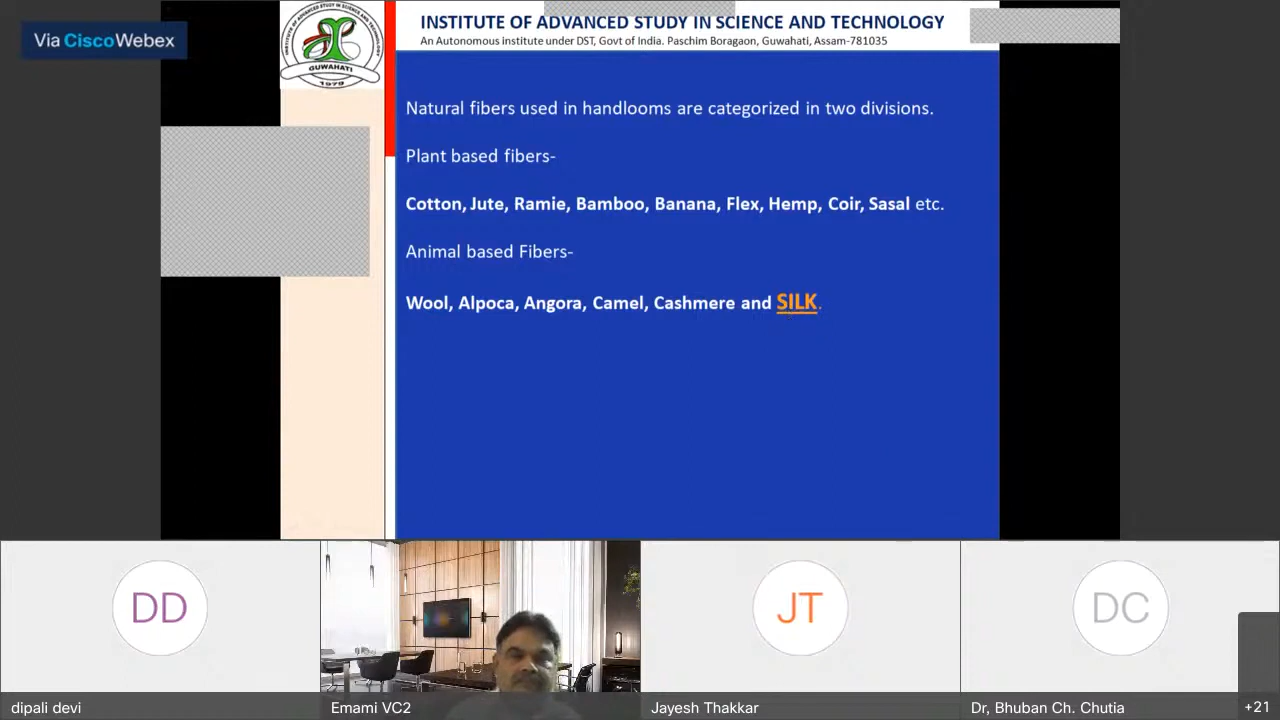 Via Cisco Webex
INSTITUTE OF ADVANCED STUDY IN SCIENCE AND TECHNOLOGY
An Autonomous institute under DST, Govt of India. Paschim Boragaon, Guwahati, Assam-781035
GUWAHATI
1979
Natural fibers used in handlooms are categorized in two divisions.
Plant based fibers-
Cotton, Jute, Ramie, Bamboo, Banana, Flex, Hemp, Coir, Sasal etc.
Animal based Fibers-
Wool, Alpoca, Angora, Camel, Cashmere and SILK.
DD
JT
DC
dipali devi
Emami VC2
Jayesh Thakkar
Dr, Bhuban Ch. Chutia
+21